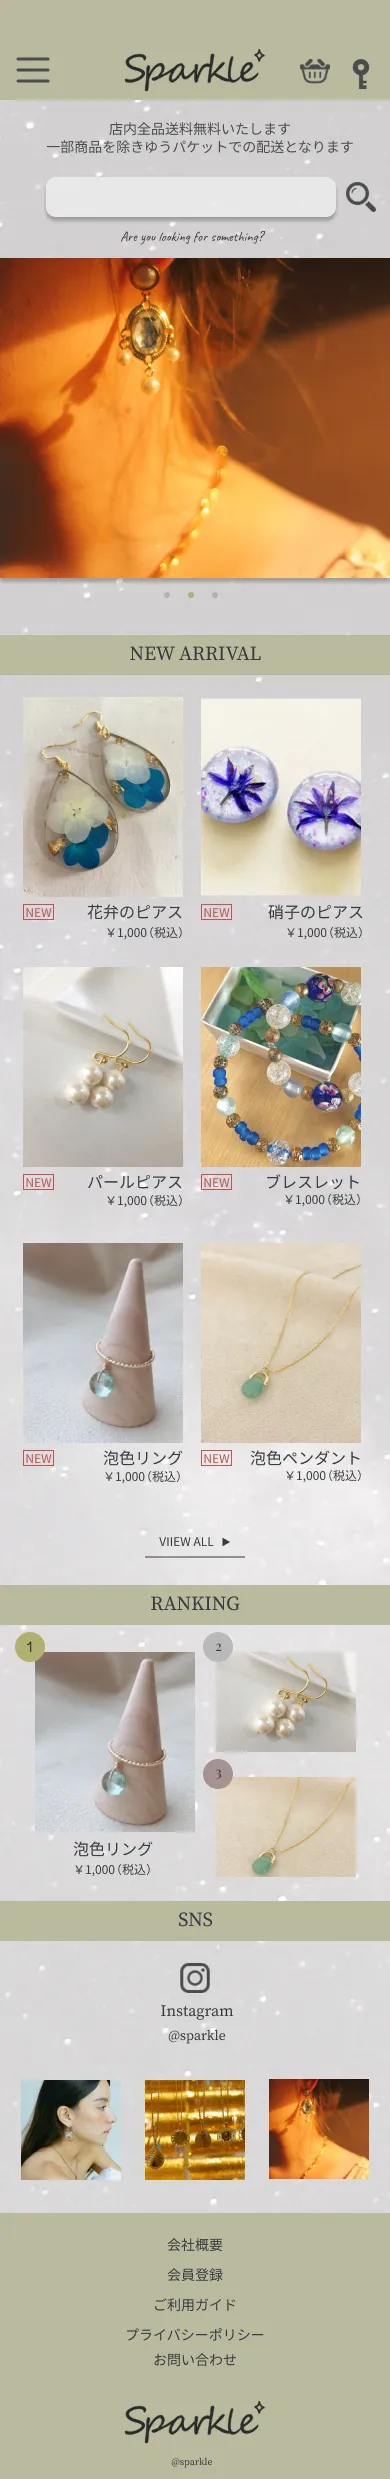 Sparkle
店内全品送料無料いたします
一部商品を除きゆうパケットでの配送となります
Are you looking for something?
NEW ARRIVAL
NEW 花弁のピアス
￥1,000（税込）
NEW 硝子のピアス
￥1,000（税込）
NEW パールピアス
￥1,000（税込）
NEW ブレスレット
￥1,000（税込）
NEW 泡色リング
￥1,000（税込）
NEW 泡色ペンダント
￥1,000（税込）
VIIEW ALL ▶
RANKING
1
2
3
泡色リング
￥1,000（税込）
SNS
Instagram
@sparkle
会社概要
会員登録
ご利用ガイド
プライバシーポリシー
お問い合わせ
Sparkle
@sparkle